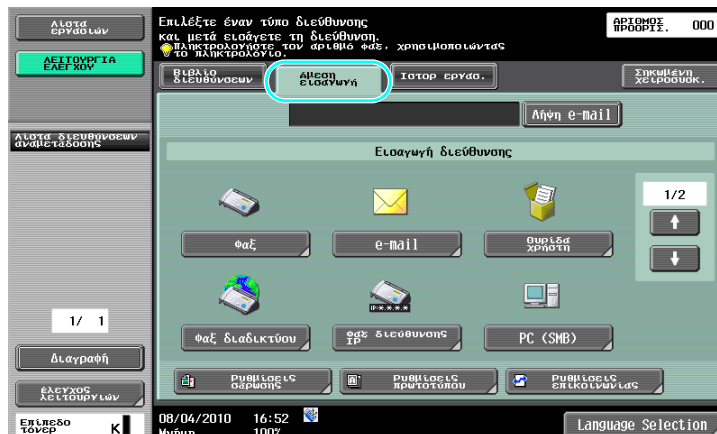 Λίστα
εργασιών
Επιλέξτε έναν τύπο διεύθυνσης
και μετά εισάγετε τη διεύθυνση.
Πληκτρολογήστε τον αριθμό φαξ, χρησιμοποιώντας
το πληκτρολόγιο.
ΑΡΙΘΜΟΣ
ΠΡΟΟΡΙΣ.
000
ΛΕΙΤΟΥΡΓΙΑ
ΕΛΕΓΧΟΥ
Βιβλίο
διευθύνσεων
Άμεση
εισαγωγή
Ιστορ εργασ.
Σηκωμένη
χειροσυσκ.
Λήψη e-mail
Λίστα διευθύνσεων
αναμετάδοσης
Εισαγωγή διεύθυνσης
1/2
Φαξ
e-mail
Θυρίδα
χρήστη
IP*.*.*.*
Φαξ διαδικτύου
Φαξ διεύθυνσης
IP
PC (SMB)
1/ 1
Διαγραφή
Ρυθμίσεις
σάρωσης
Ρυθμίσεις
πρωτοτύπου
Ρυθμίσεις
επικοινωνίας
Έλεγχος
λειτουργιών
Επίπεδο
τόνερ
K
08/04/2010 16:52
Μνήμη 100%
Language Selection